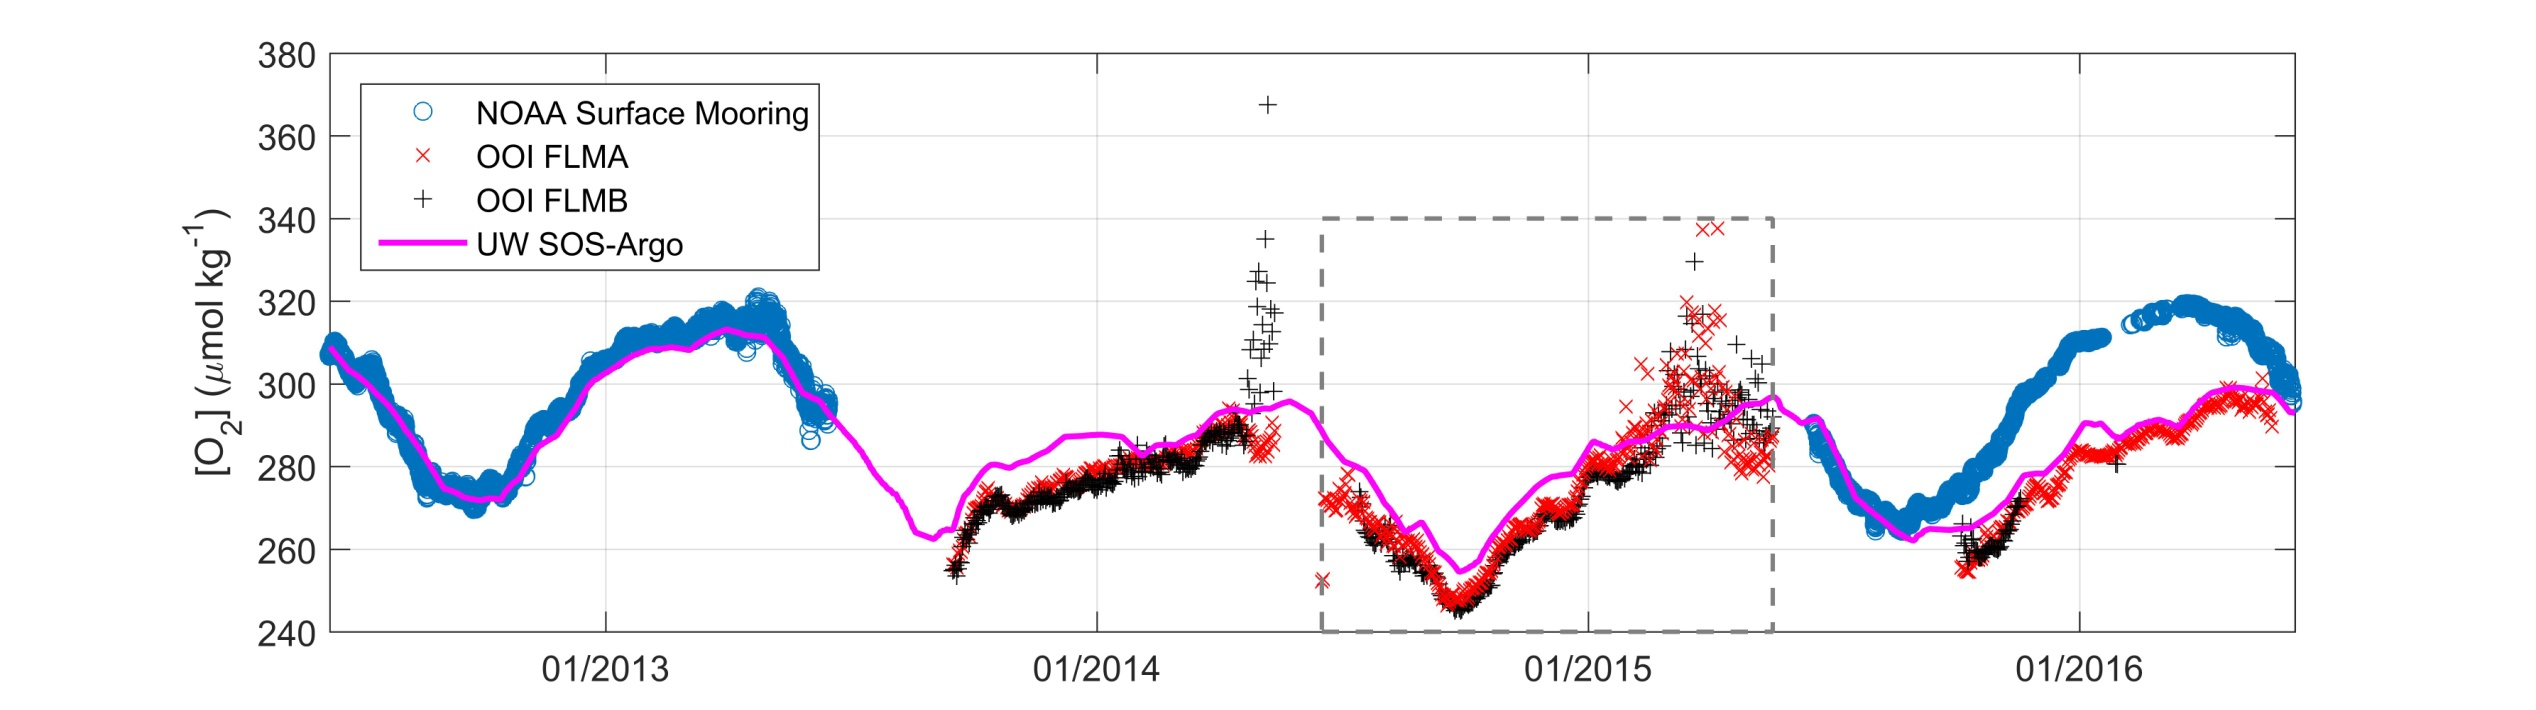 380
360
340
320
300
280
260
240
[O2] (μmol kg-1)
NOAA Surface Mooring
OOI FLMA
OOI FLMB
UW SOS-Argo
01/2013
01/2014
01/2015
01/2016